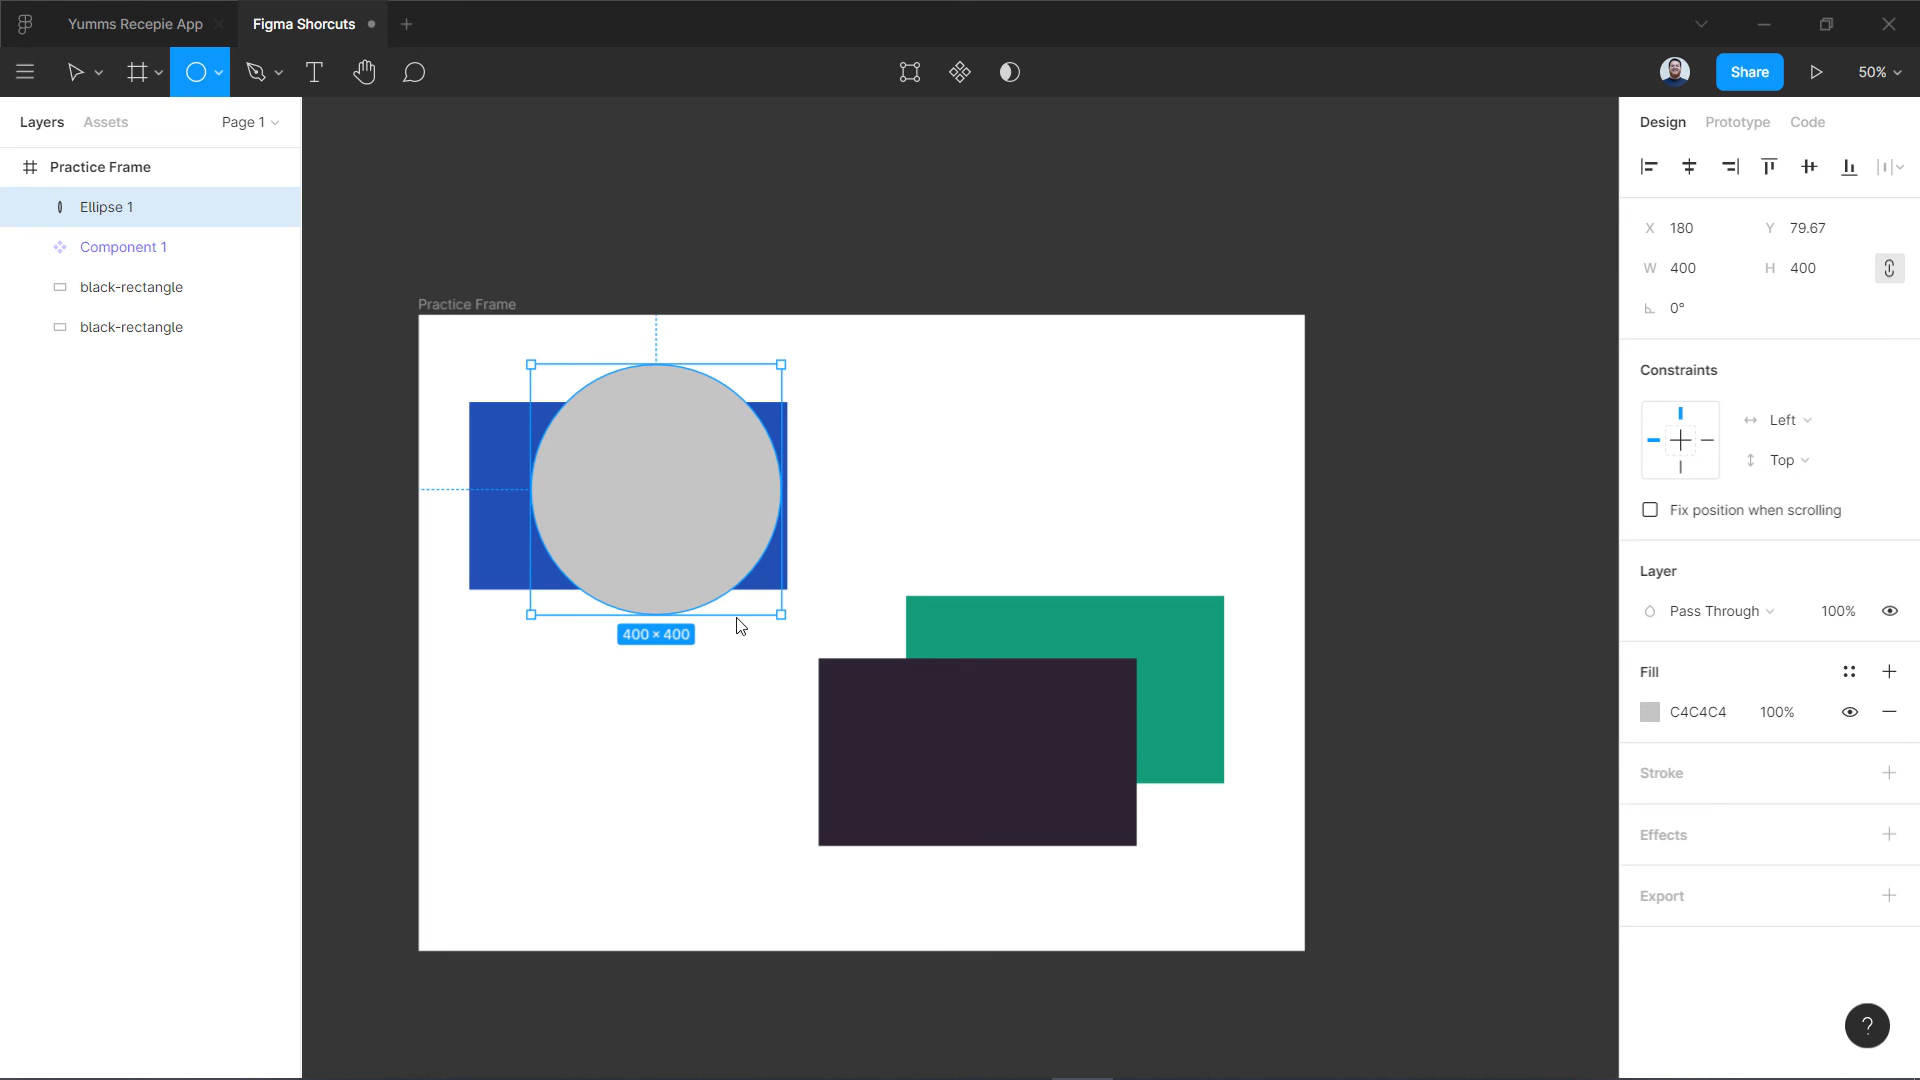 Yumms Recepie App
Figma Shorcuts
Share
50%
Layers
Assets
Page 1
Practice Frame
Ellipse 1
Component 1
black-rectangle
black-rectangle
Practice Frame
400 × 400
Design
Prototype
Code
X 180
Y 79.67
W 400
H 400
0°
Constraints
Left
Top
Fix position when scrolling
Layer
Pass Through
100%
Fill
C4C4C4
100%
Stroke
Effects
Export
?